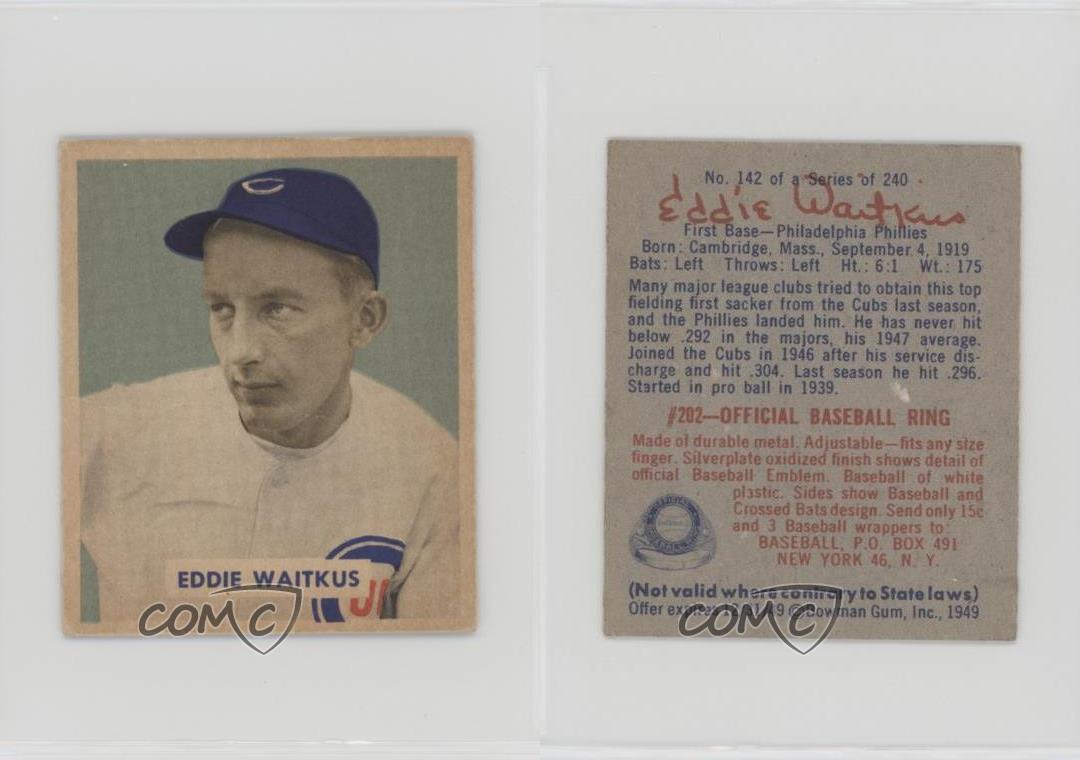 C
EDDIE WAITKUS
COMC
No. 142 of a Series of 240
Eddie Waitkus
First Base—Philadelphia Phillies
Born: Cambridge, Mass., September 4, 1919
Bats: Left Throws: Left Ht.: 6:1 Wt.: 175
Many major league clubs tried to obtain this top
fielding first sacker from the Cubs last season,
and the Phillies landed him. He has never hit
below .292 in the majors, his 1947 average.
Joined the Cubs in 1946 after his service dis-
charge and hit .304. Last season he hit .296.
Started in pro ball in 1939.
#202—OFFICIAL BASEBALL RING
Made of durable metal. Adjustable—fits any size
finger. Silverplate oxidized finish shows detail of
official Baseball Emblem. Baseball of white
plastic. Sides show Baseball and
Crossed Bats design. Send only 15c
and 3 Baseball wrappers to:
BASEBALL, P.O. BOX 491
NEW YORK 46, N. Y.
(Not valid where contrary to State laws)
Offer expires 12/31/49 © Bowman Gum, Inc., 1949
COMC